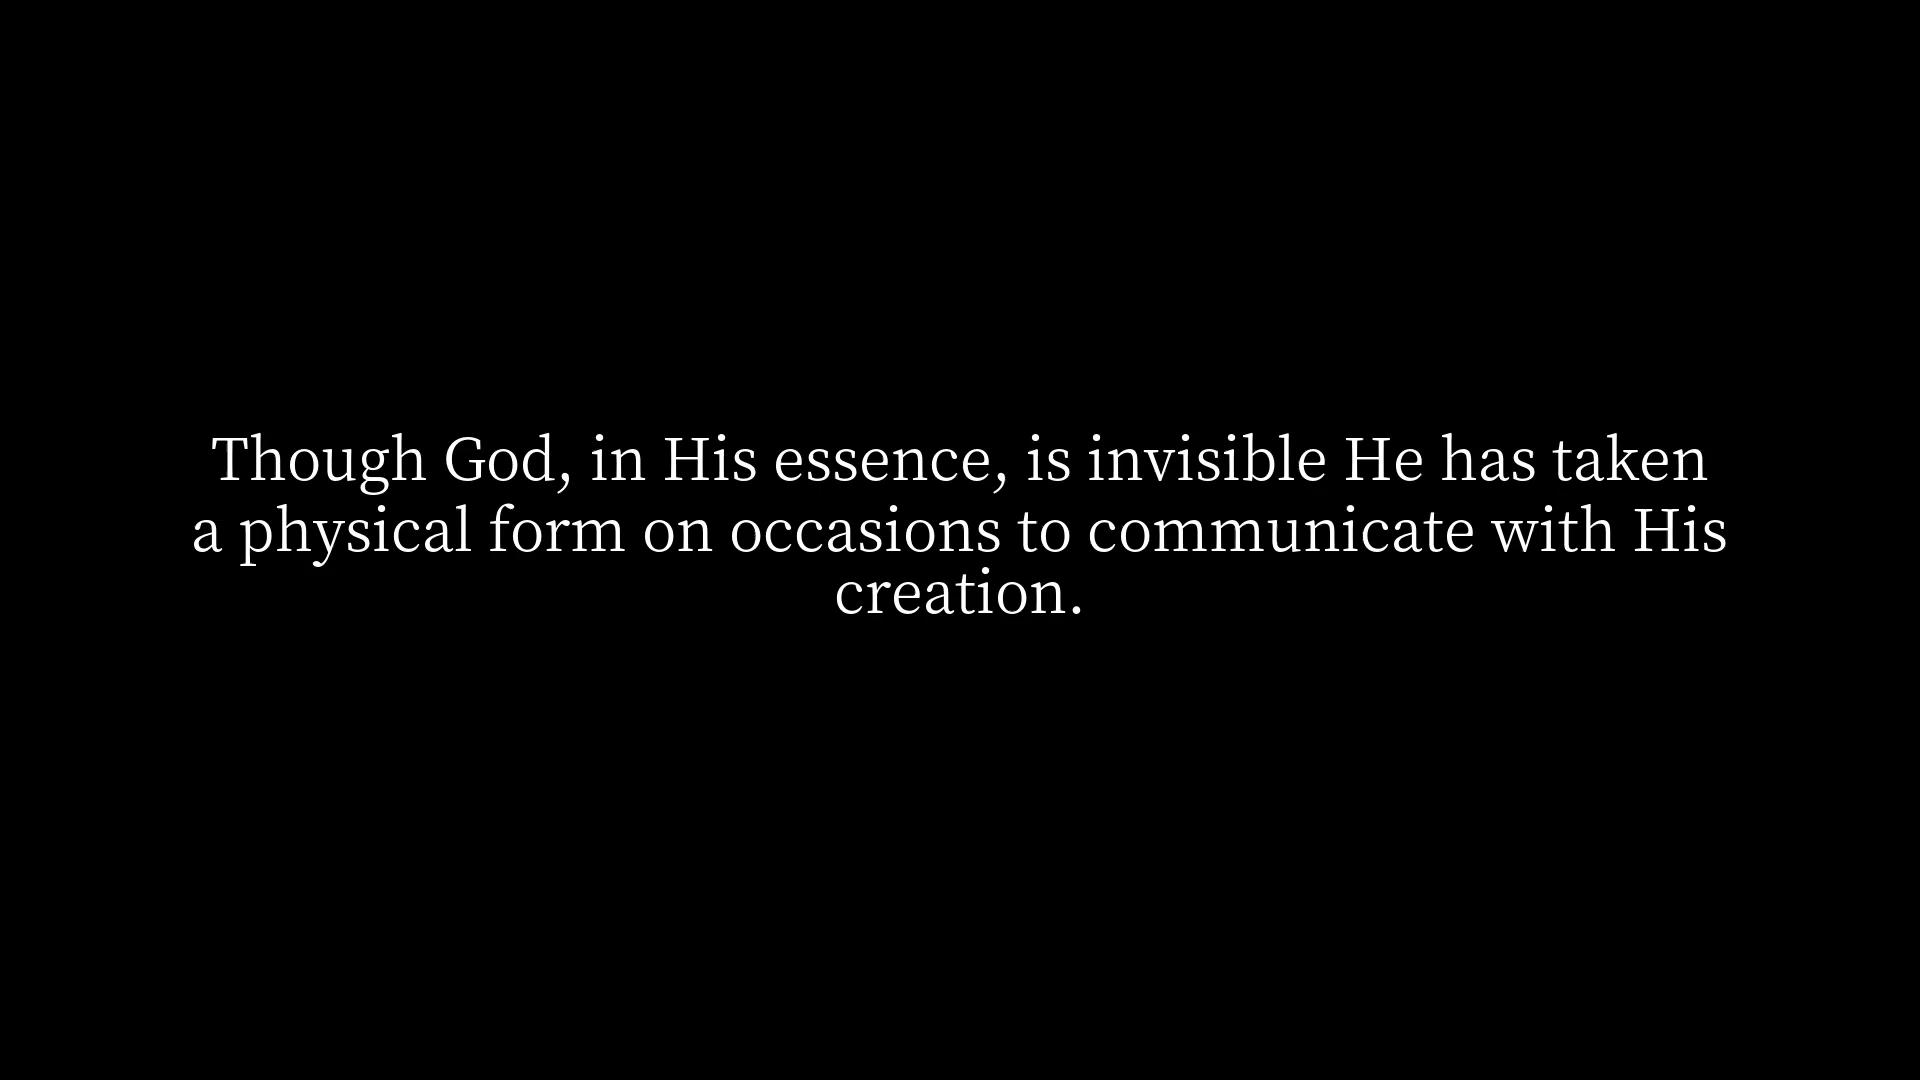 Though God, in His essence, is invisible He has taken
a physical form on occasions to communicate with His
creation.